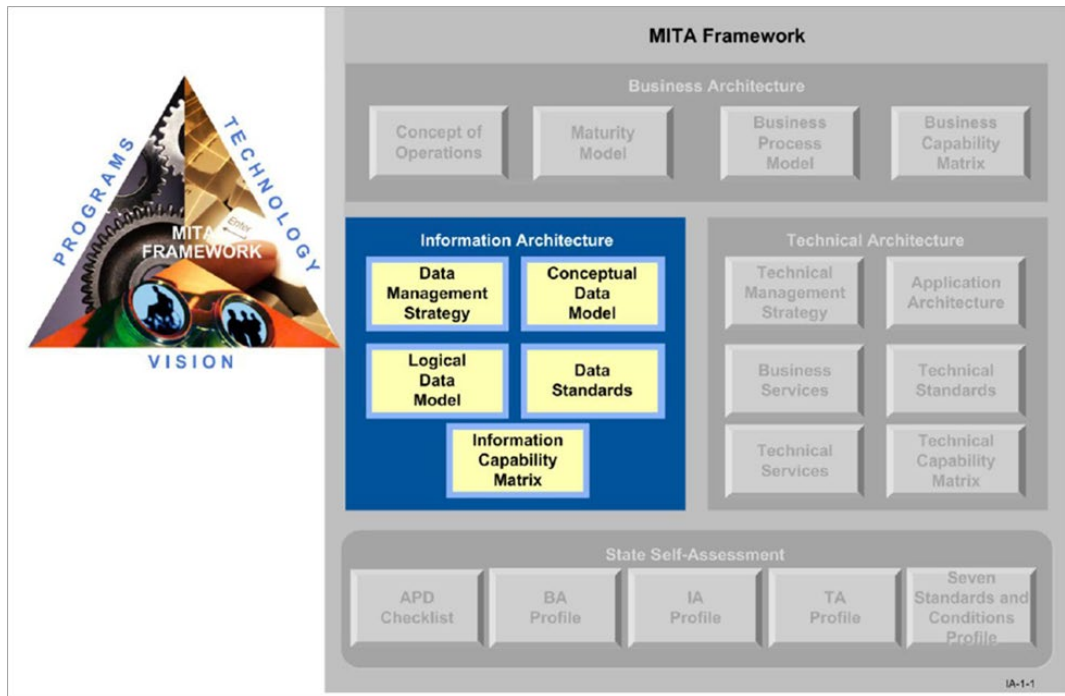 MITA Framework
Business Architecture
Concept of
Operations
Maturity
Model
Business
Process
Model
Business
Capability
Matrix
PROGRAMS
TECHNOLOGY
MITA
FRAMEWORK
Enter
VISION
Information Architecture
Data
Management
Strategy
Conceptual
Data
Model
Logical
Data
Model
Data
Standards
Information
Capability
Matrix
Technical Architecture
Technical
Management
Strategy
Application
Architecture
Business
Services
Technical
Standards
Technical
Services
Technical
Capability
Matrix
State Self-Assessment
APD
Checklist
BA
Profile
IA
Profile
TA
Profile
Seven
Standards and
Conditions
Profile
IA-1-1